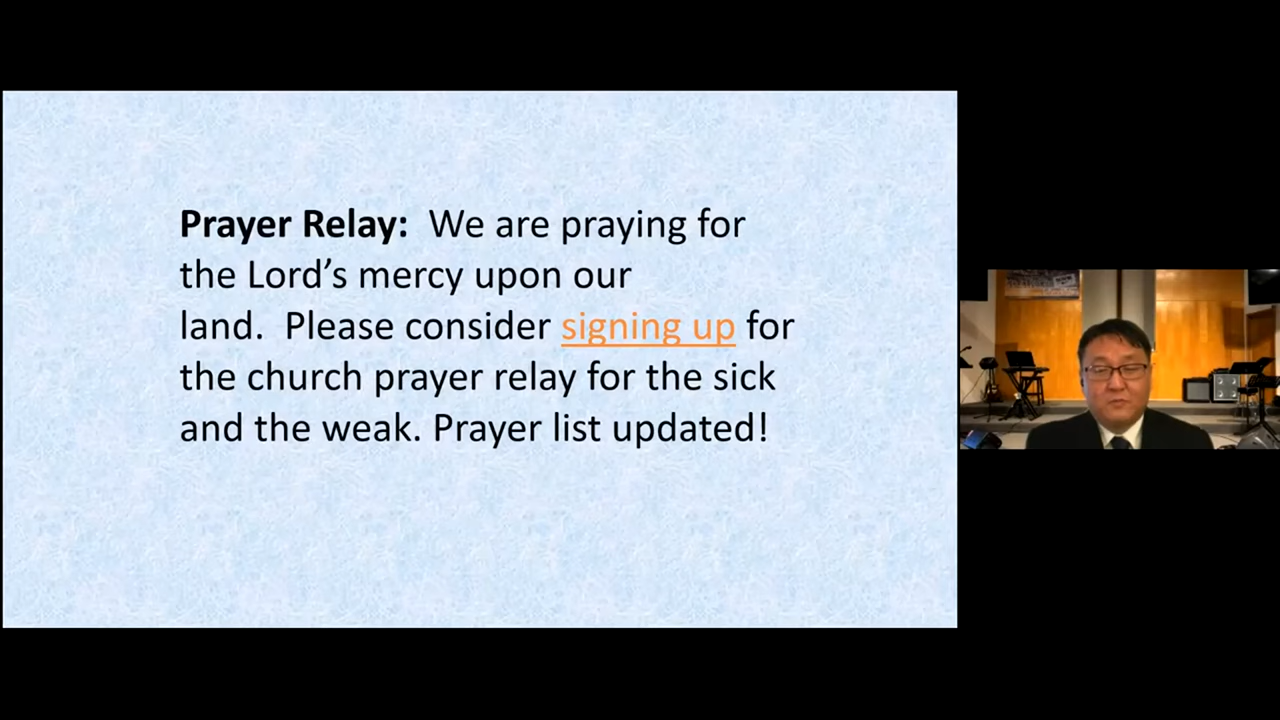 Prayer Relay: We are praying for
the Lord’s mercy upon our
land. Please consider signing up for
the church prayer relay for the sick
and the weak. Prayer list updated!